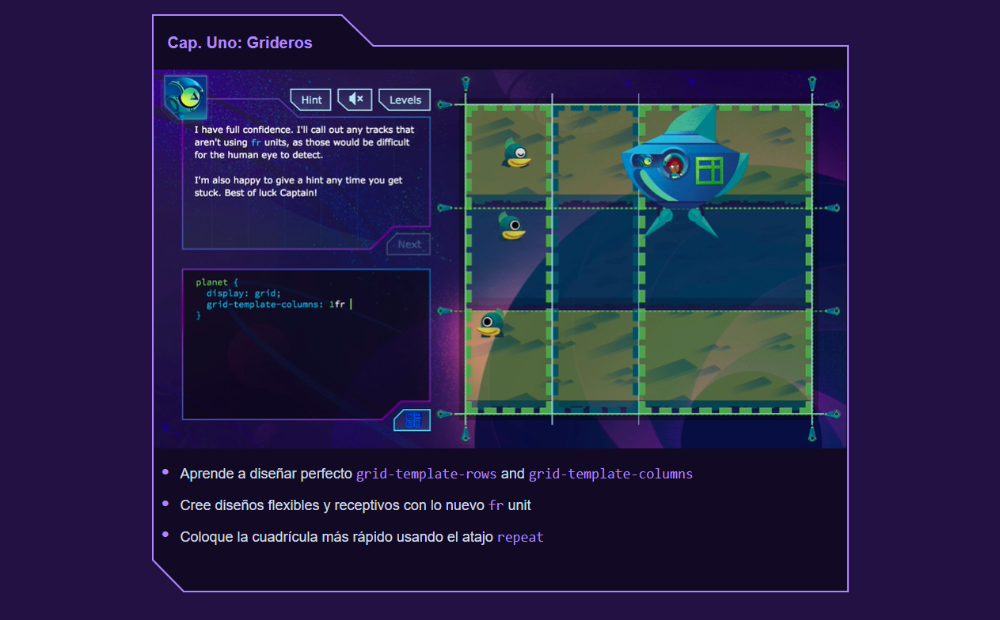 Cap. Uno: Grideros
Hint
Levels
I have full confidence. I'll call out any tracks that
aren't using fr units, as those would be difficult
for the human eye to detect.
I'm also happy to give a hint any time you get
stuck. Best of luck Captain!
Next
planet {
display: grid;
grid-template-columns: 1fr
}
Aprende a diseñar perfecto grid-template-rows and grid-template-columns
Cree diseños flexibles y receptivos con lo nuevo fr unit
Coloque la cuadrícula más rápido usando el atajo repeat